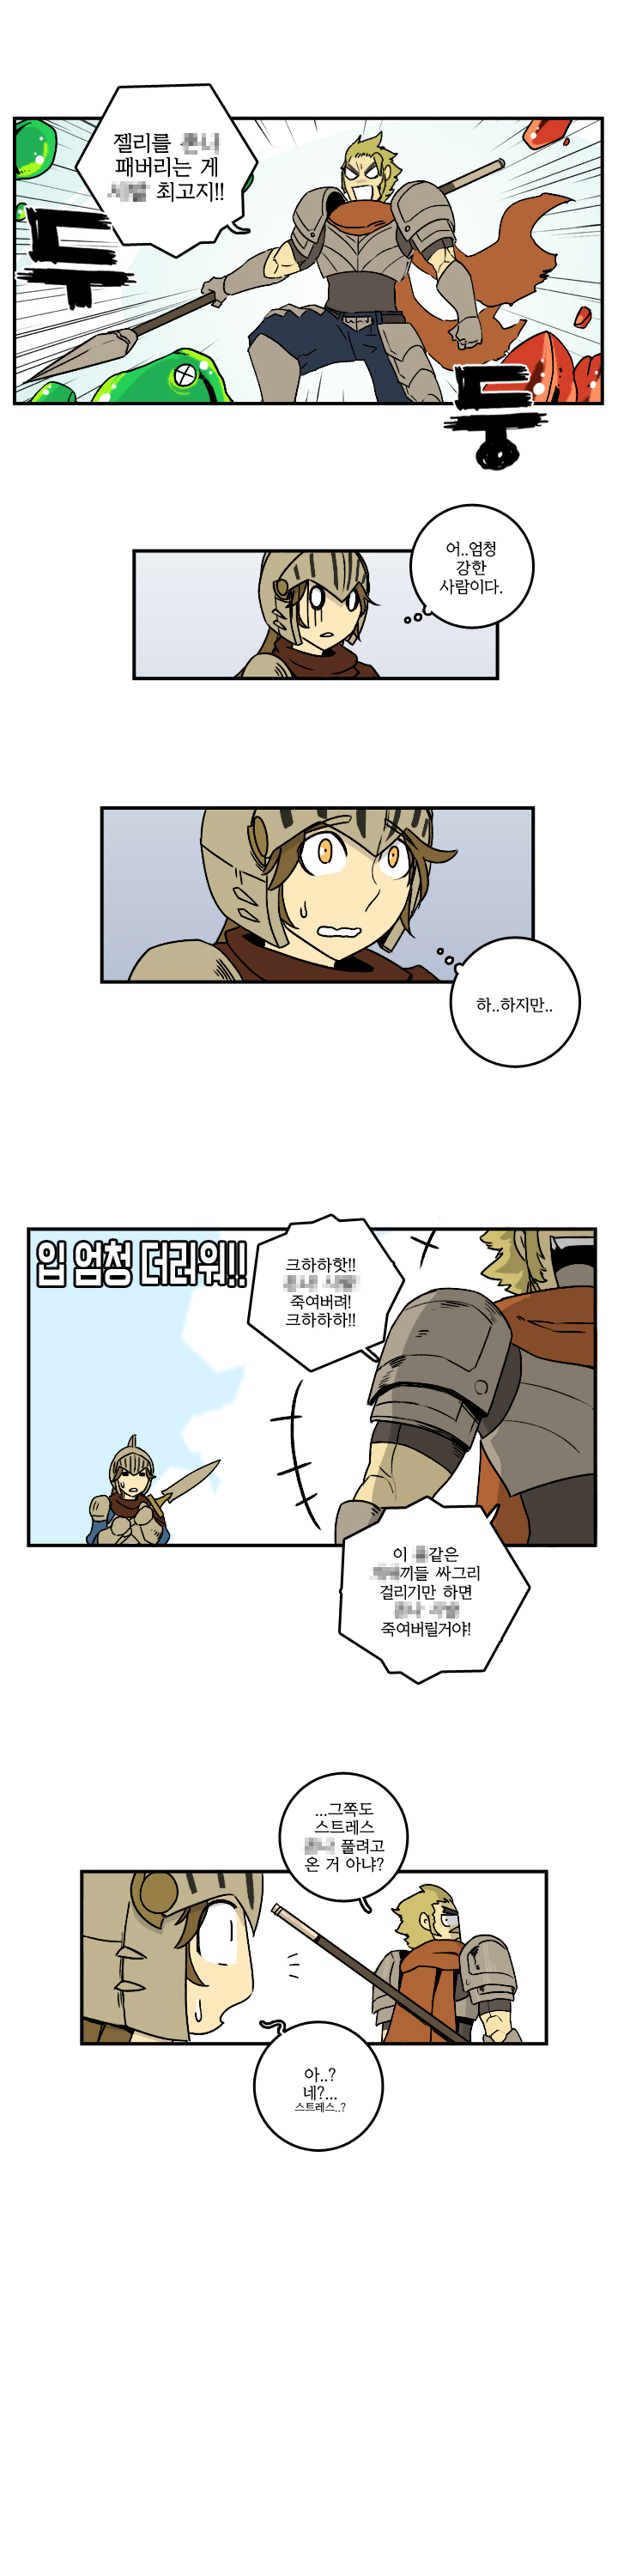 젤리를
패버리는 게
최고지!!
두
둥
어..엄청
강한
사람이다.
하..하지만..
입 엄청 더러워!!
크하하핫!!
죽여버려!
크하하하!!
이 같은
끼들 싸그리
걸리기만 하면
죽여버릴거야!
...그쪽도
스트레스
풀려고
온 거 아냐?
아..?
네?...
스트레스..?